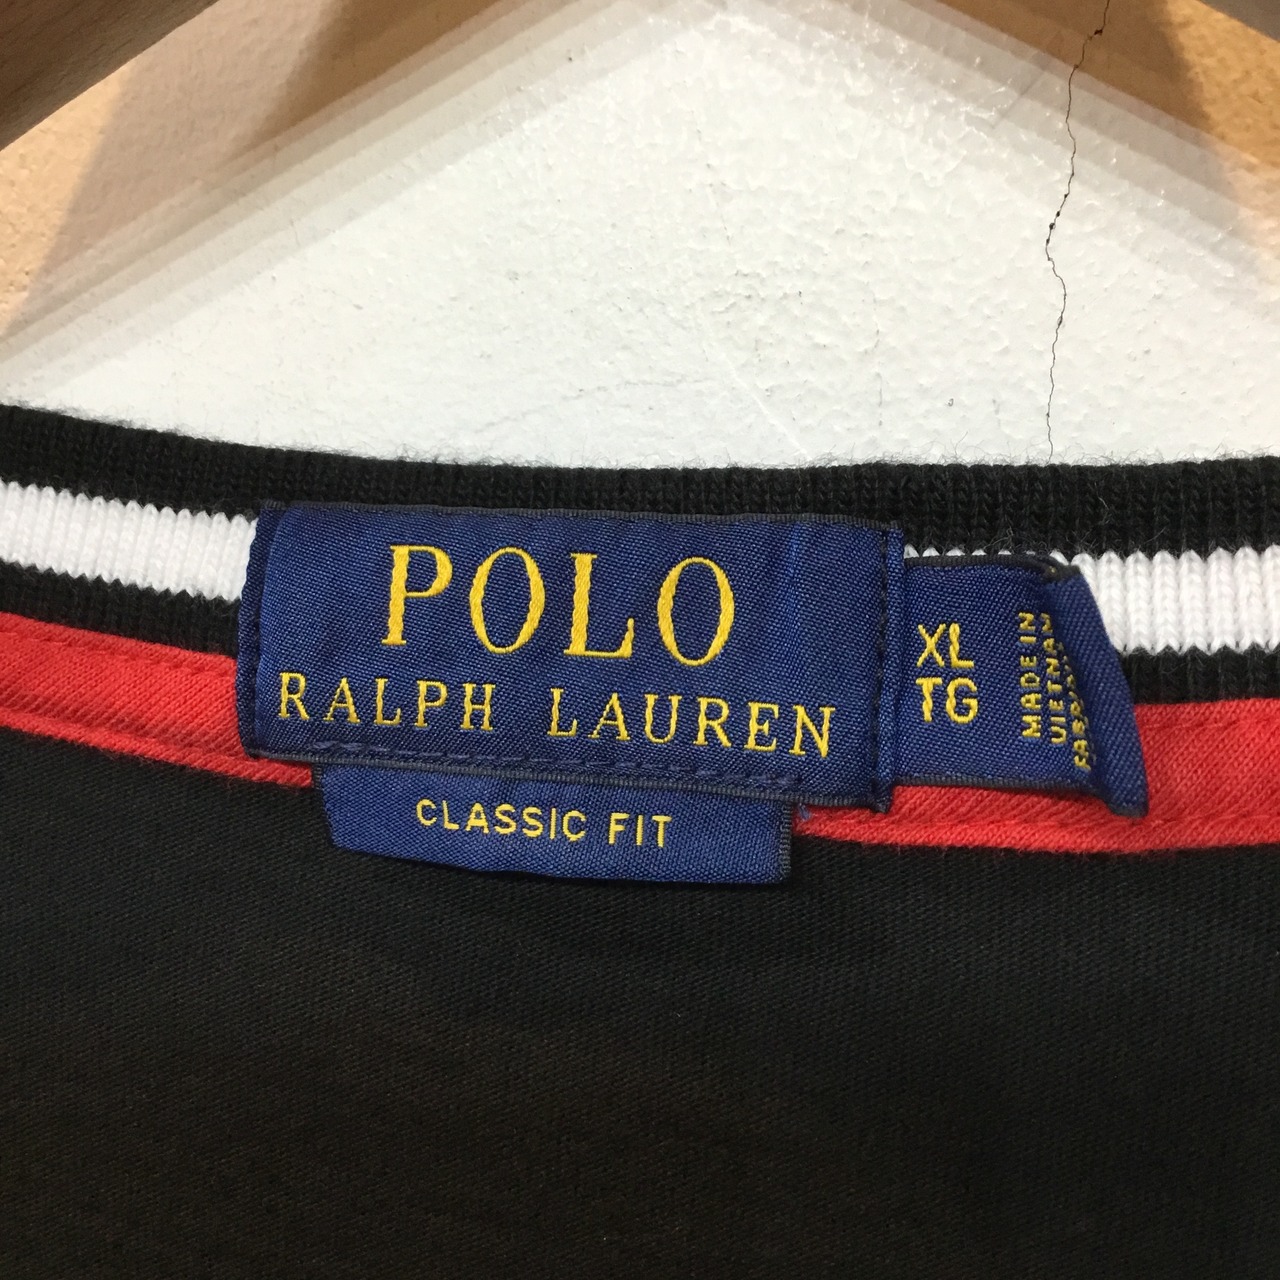 POLO
RALPH LAUREN
CLASSIC FIT
XL
TG
MADE IN
VIETNAM